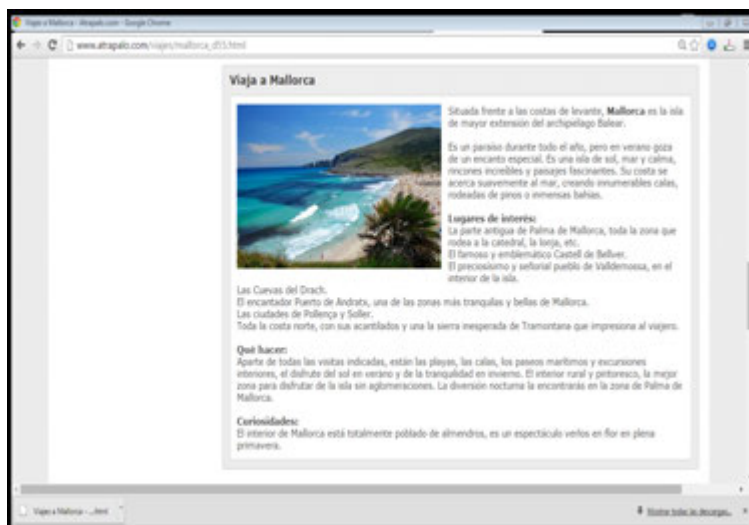 Viajes a Mallorca - Atrapalo.com - Google Chrome
www.atrapalo.com/viajes/mallorca_d55.html
Viaja a Mallorca
Situada frente a las costas de levante, Mallorca es la isla
de mayor extensión del archipiélago Balear.
Es un paraíso durante todo el año, pero en verano goza
de un encanto especial. Es una isla de sol, mar y calma,
rincones increíbles y paisajes fascinantes. Su costa se
acerca suavemente al mar, creando innumerables calas,
rodeadas de pinos o inmensas bahías.
Lugares de interés:
La parte antigua de Palma de Mallorca, toda la zona que
rodea a la catedral, la lonja, etc.
El famoso y emblemático Castell de Bellver.
El preciosismo y señorial pueblo de Valldemossa, en el
interior de la isla.
Las Cuevas del Drach.
El encantador Puerto de Andratx, una de las zonas más tranquilas y bellas de Mallorca.
Las ciudades de Pollença y Soller.
Toda la costa norte, con sus acantilados y una la sierra inesperada de Tramontana que impresiona al viajero.
Qué hacer:
Aparte de todas las visitas indicadas, están las playas, las calas, los paseos marítimos y excursiones
interiores, el disfrute del sol en verano y de la tranquilidad en invierno. El interior rural y pintoresco, la mejor
zona para disfrutar de la isla sin aglomeraciones. La diversión nocturna la encontrarás en la zona de Palma de
Mallorca.
Curiosidades:
El interior de Mallorca está totalmente poblado de almendros, es un espectáculo verlos en flor en plena
primavera.
Viajes a Mallorca - ....html
Mostrar todas las descargas...